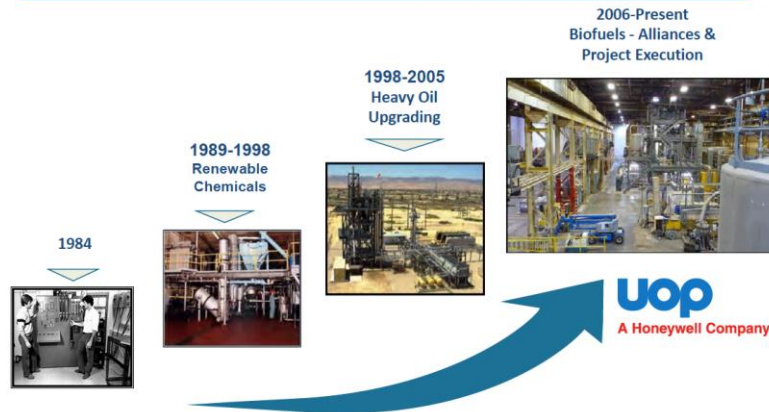 1984
1989-1998
Renewable
Chemicals
1998-2005
Heavy Oil
Upgrading
2006-Present
Biofuels - Alliances &
Project Execution
uop
A Honeywell Company